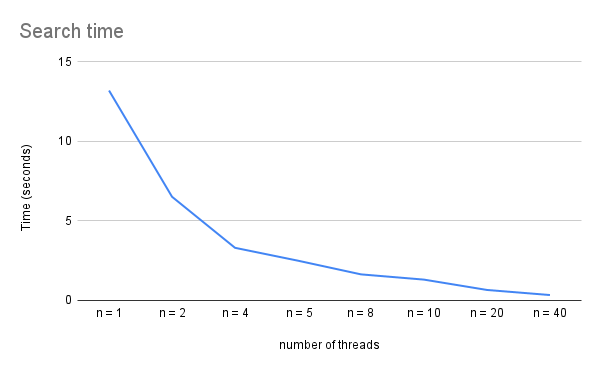 Search time
15
10
5
0
Time (seconds)
n = 1 n = 2 n = 4 n = 5 n = 8 n = 10 n = 20 n = 40
number of threads